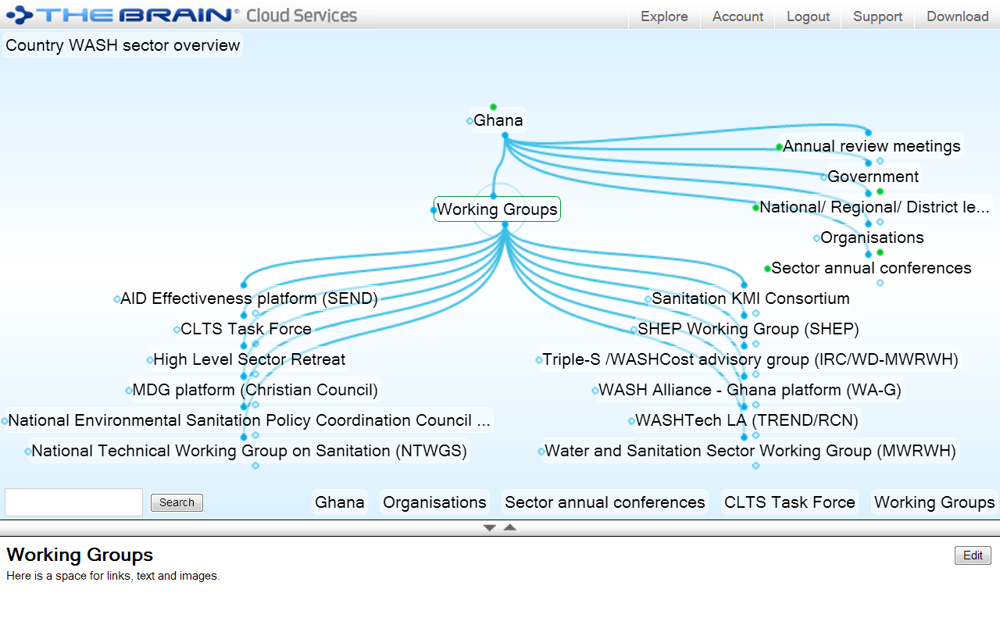 THEBRAIN® Cloud Services
Explore
Account
Logout
Support
Download
Country WASH sector overview
Ghana
Annual review meetings
Government
National/ Regional/ District le...
Organisations
Sector annual conferences
Working Groups
AID Effectiveness platform (SEND)
CLTS Task Force
High Level Sector Retreat
MDG platform (Christian Council)
National Environmental Sanitation Policy Coordination Council ...
National Technical Working Group on Sanitation (NTWGS)
Sanitation KMI Consortium
SHEP Working Group (SHEP)
Triple-S /WASHCost advisory group (IRC/WD-MWRWH)
WASH Alliance - Ghana platform (WA-G)
WASHTech LA (TREND/RCN)
Water and Sanitation Sector Working Group (MWRWH)
Search
Ghana
Organisations
Sector annual conferences
CLTS Task Force
Working Groups
Working Groups
Edit
Here is a space for links, text and images.